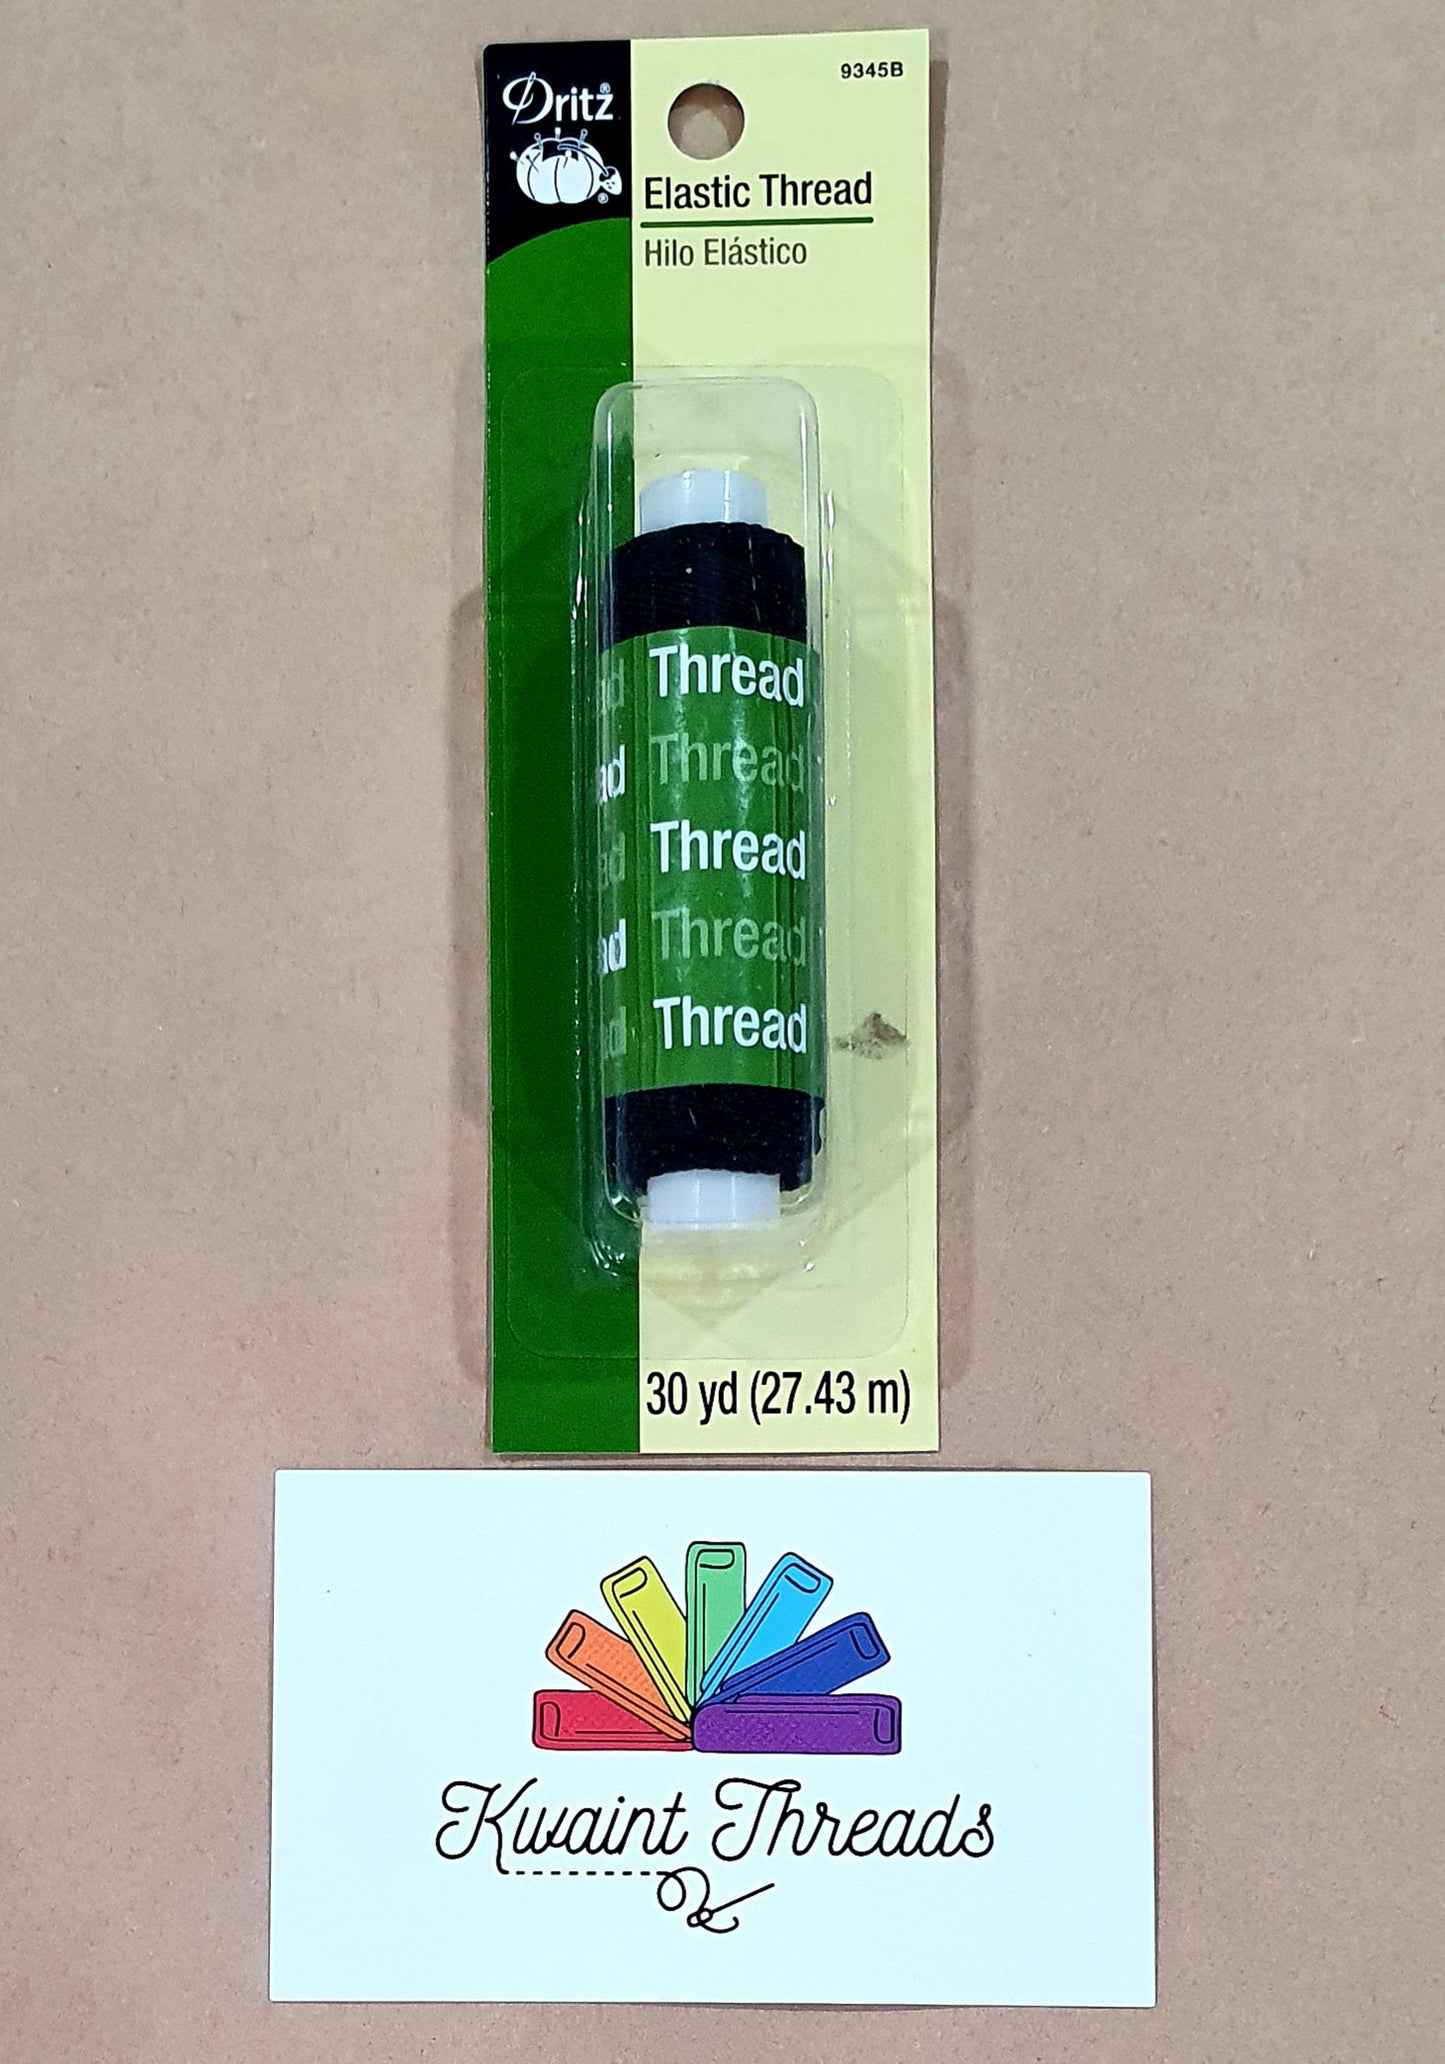 Dritz®
®
9345B
Elastic Thread
Hilo Elástico
Thread
Thread
Thread
Thread
Thread
30 yd (27.43 m)
Kwaint Threads